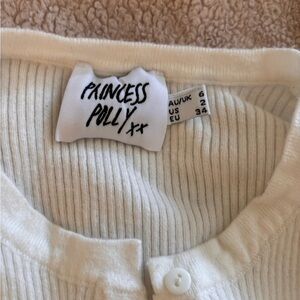 PRINCESS
POLLY xx
AU/UK 6
US 2
EU 34